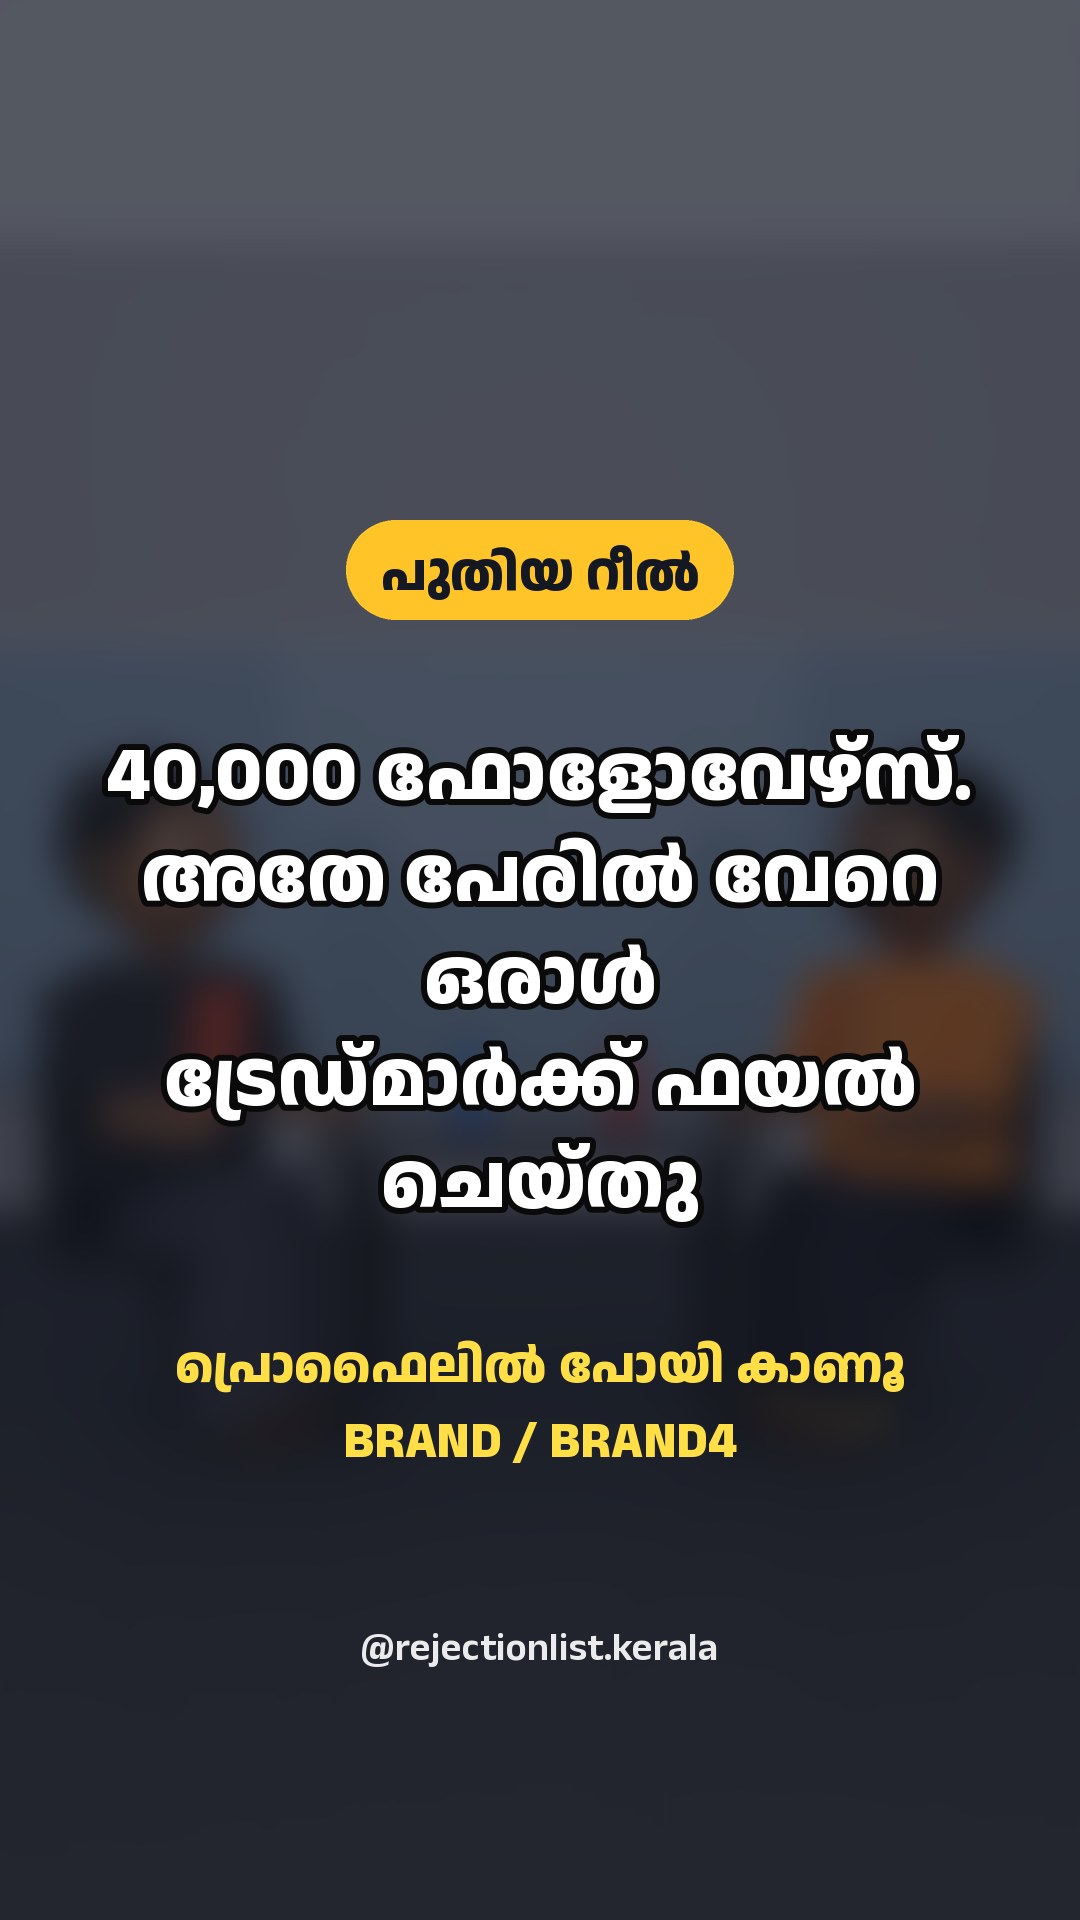 പുതിയ റീൽ
40,000 ഫോളോവേഴ്സ്.
അതേ പേരിൽ വേറെ
ഒരാൾ
ട്രേഡ്മാർക്ക് ഫയൽ
ചെയ്തു
പ്രൊഫൈലിൽ പോയി കാണൂ
BRAND / BRAND4
@rejectionlist.kerala